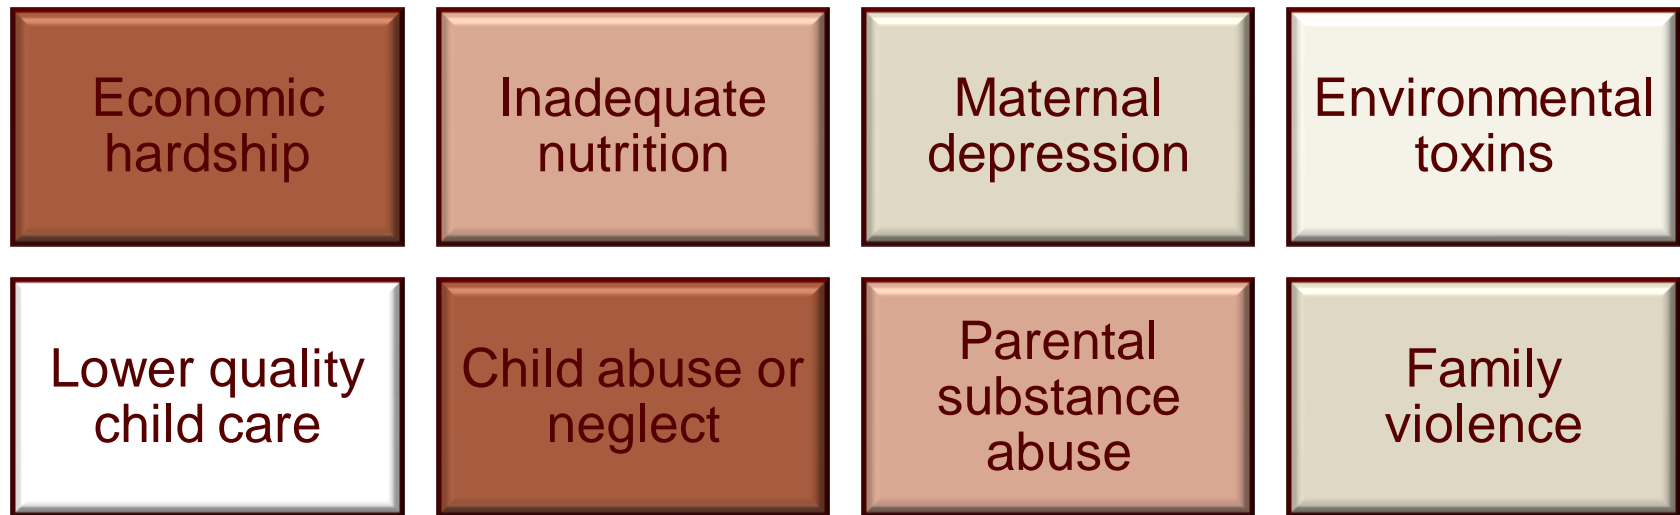 Economic
hardship
Inadequate
nutrition
Maternal
depression
Environmental
toxins
Lower quality
child care
Child abuse or
neglect
Parental
substance
abuse
Family
violence